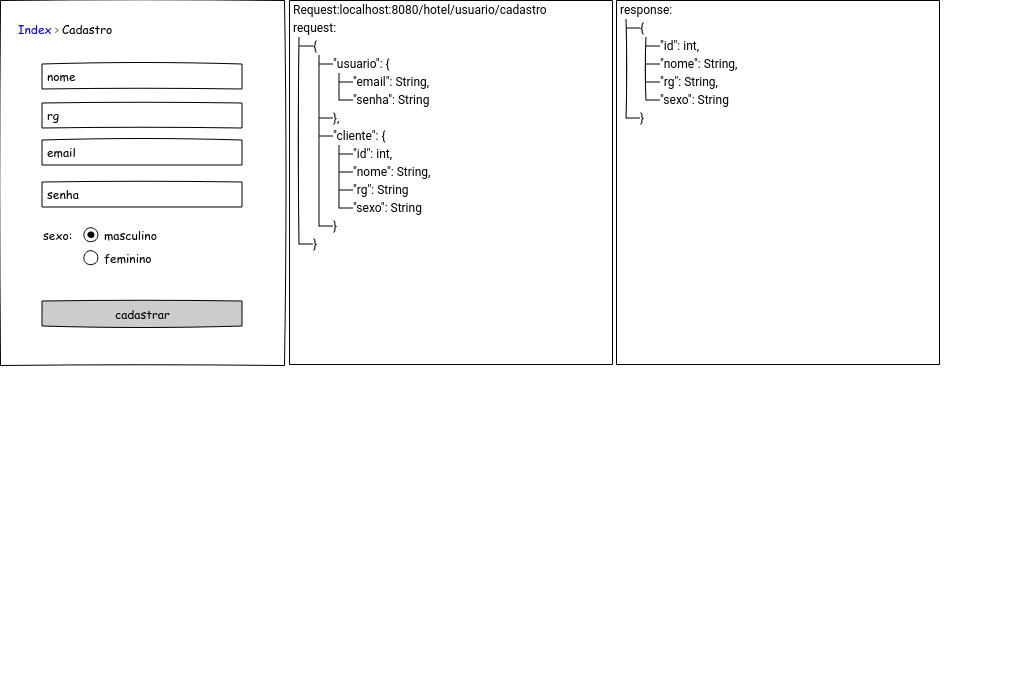 Index > Cadastro
nome
rg
email
senha
sexo: masculino
feminino
cadastrar
Request:localhost:8080/hotel/usuario/cadastro
request:
{
"usuario": {
"email": String,
"senha": String
},
"cliente": {
"id": int,
"nome": String,
"rg": String
"sexo": String
}
}
response:
{
"id": int,
"nome": String,
"rg": String,
"sexo": String
}